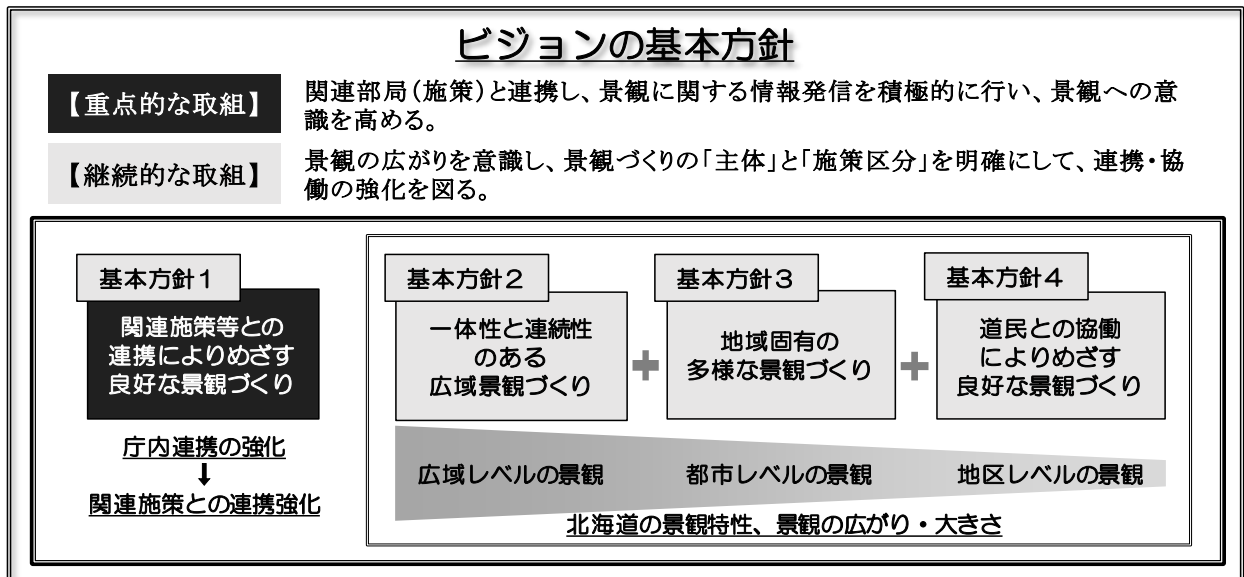 ビジョンの基本方針
【重点的な取組】
関連部局(施策)と連携し、景観に関する情報発信を積極的に行い、景観への意
識を高める。
【継続的な取組】
景観の広がりを意識し、景観づくりの「主体」と「施策区分」を明確にして、連携・協
働の強化を図る。
基本方針1
関連施策等との
連携によりめざす
良好な景観づくり
庁内連携の強化
↓
関連施策との連携強化
基本方針2
一体性と連続性
のある
広域景観づくり
+
基本方針3
地域固有の
多様な景観づくり
+
基本方針4
道民との協働
によりめざす
良好な景観づくり
広域レベルの景観
都市レベルの景観
地区レベルの景観
北海道の景観特性、景観の広がり・大きさ